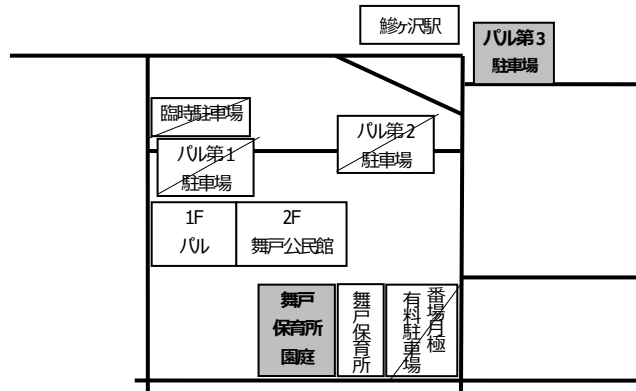 鰺ヶ沢駅
パル第3
駐車場
臨時駐車場
パル第1
駐車場
パル第2
駐車場
1F
パル
2F
舞戸公民館
舞戸
保育所
園庭
舞戸保育所
番場月極
有料駐車場